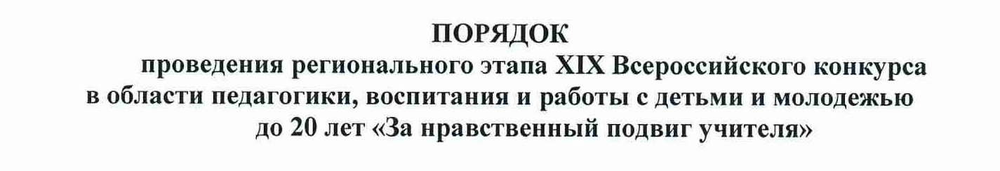 ПОРЯДОК
проведения регионального этапа XIX Всероссийского конкурса
в области педагогики, воспитания и работы с детьми и молодежью
до 20 лет «За нравственный подвиг учителя»